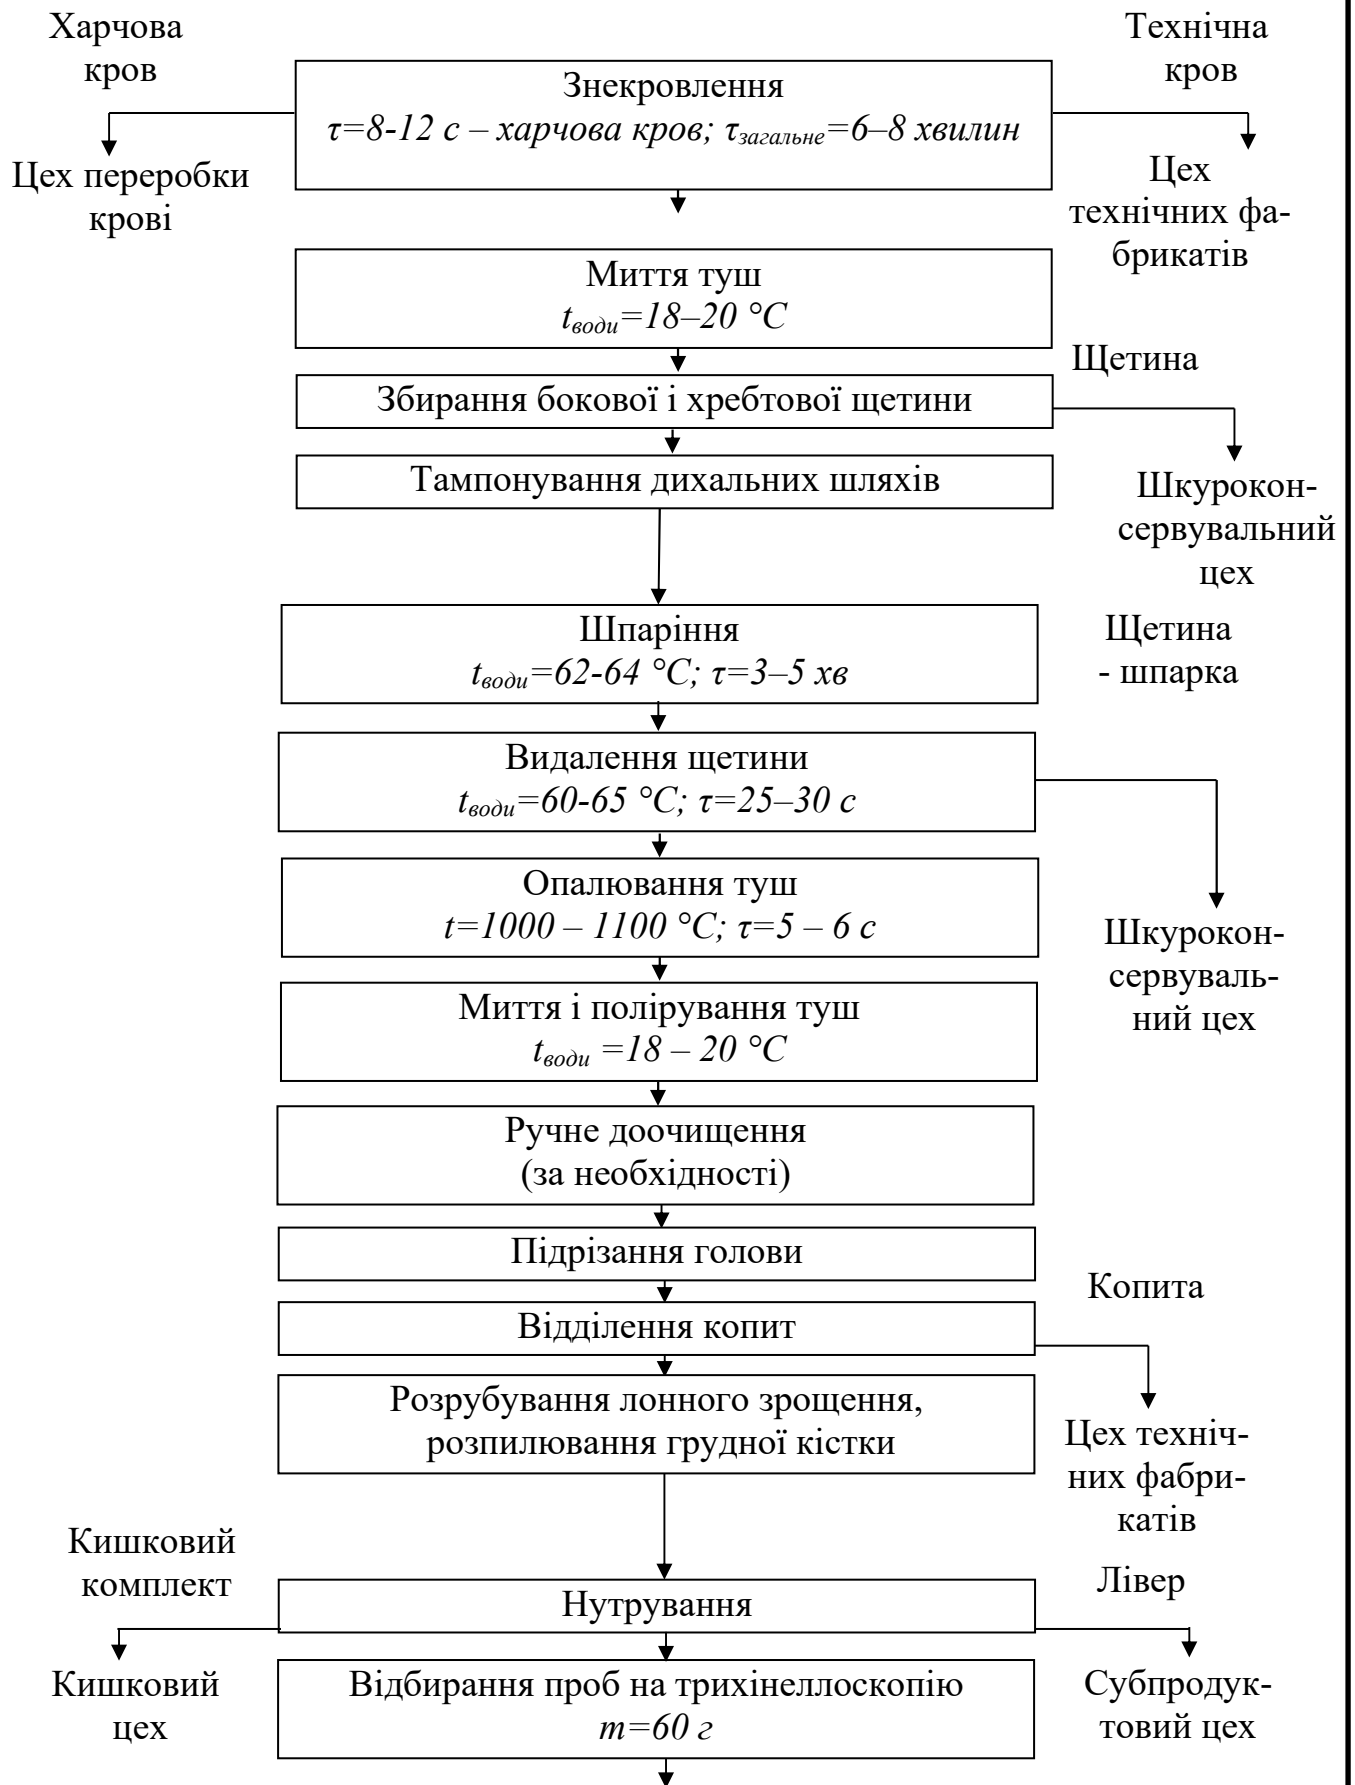 Харчова
кров
Технічна
кров
Знекровлення
τ=8-12 с – харчова кров; τзагальне=6–8 хвилин
Цех переробки
крові
Цех
технічних фа-
брикатів
Миття туш
tводи=18–20 °С
Щетина
Збирання бокової і хребтової щетини
Тампонування дихальних шляхів
Шкурокон-
сервувальний
цех
Шпаріння
tводи=62-64 °С; τ=3–5 хв
Щетина
- шпарка
Видалення щетини
tводи=60-65 °С; τ=25–30 с
Опалювання туш
t=1000 – 1100 °С; τ=5 – 6 с
Шкурокон-
сервуваль-
ний цех
Миття і полірування туш
tводи =18 – 20 °С
Ручне доочищення
(за необхідності)
Підрізання голови
Копита
Відділення копит
Розрубування лонного зрощення,
розпилювання грудної кістки
Цех техніч-
них фабри-
катів
Кишковий
комплект
Лівер
Нутрування
Кишковий
цех
Відбирання проб на трихінеллоскопію
m=60 г
Субпродук-
товий цех